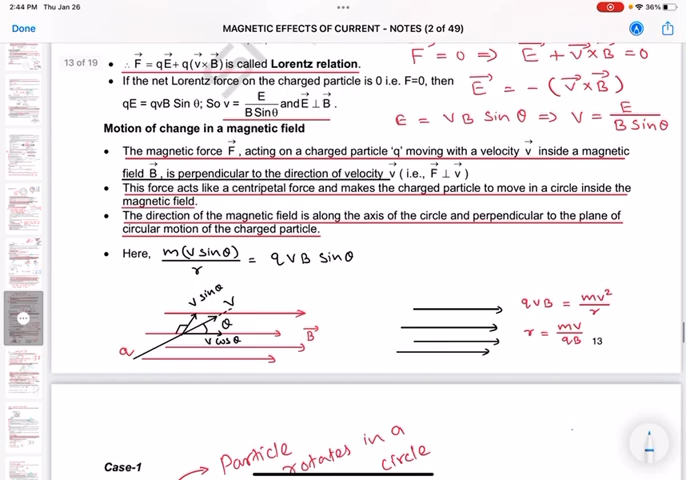 2:44 PM Thu Jan 26
36%
Done
MAGNETIC EFFECTS OF CURRENT - NOTES (2 of 49)
13 of 19
∴ F⃗ = qE⃗ + q(v⃗ × B⃗) is called Lorentz relation.
F⃗ = 0 ⟹ E⃗ + v⃗ × B⃗ = 0
If the net Lorentz force on the charged particle is 0 i.e. F=0, then
qE = qvB Sin θ; So v = E / B Sinθ and E⃗ ⊥ B⃗ .
E⃗ = - (v⃗ × B⃗)
E = VB sinθ ⟹ V = E / B sinθ
Motion of change in a magnetic field
The magnetic force F⃗, acting on a charged particle 'q' moving with a velocity v⃗ inside a magnetic
field B⃗, is perpendicular to the direction of velocity v⃗ ( i.e., F⃗ ⊥ v⃗ )
This force acts like a centripetal force and makes the charged particle to move in a circle inside the
magnetic field.
The direction of the magnetic field is along the axis of the circle and perpendicular to the plane of
circular motion of the charged particle.
Here, m(v sinθ) / r = qVB sinθ
V sinθ
V
θ
V cosθ
B⃗
a
qVB = mv² / r
r = mv / qB
13
Case-1
→ Particle
rotates in a
circle